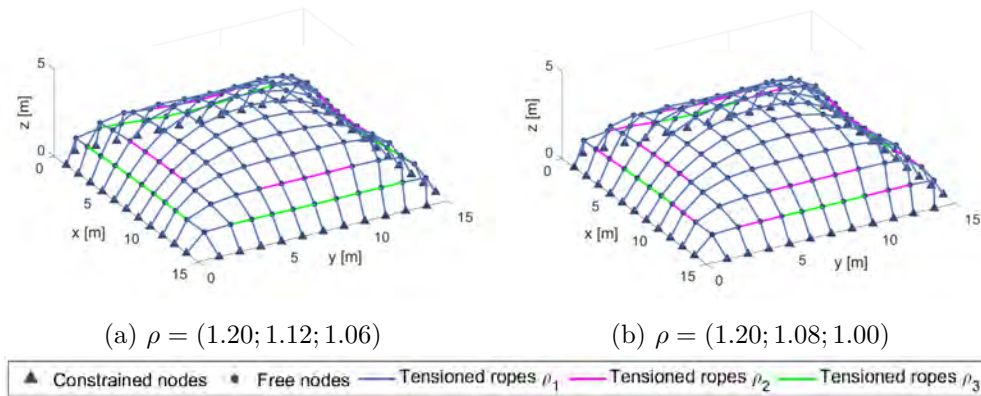 5
z [m]
0
0
5
x [m]
10
15
0
5
y [m]
10
15
5
z [m]
0
0
5
x [m]
10
15
0
5
y [m]
10
15
(a) ρ = (1.20; 1.12; 1.06)
(b) ρ = (1.20; 1.08; 1.00)
Constrained nodes Free nodes Tensioned ropes ρ₁ Tensioned ropes ρ₂ Tensioned ropes ρ₃